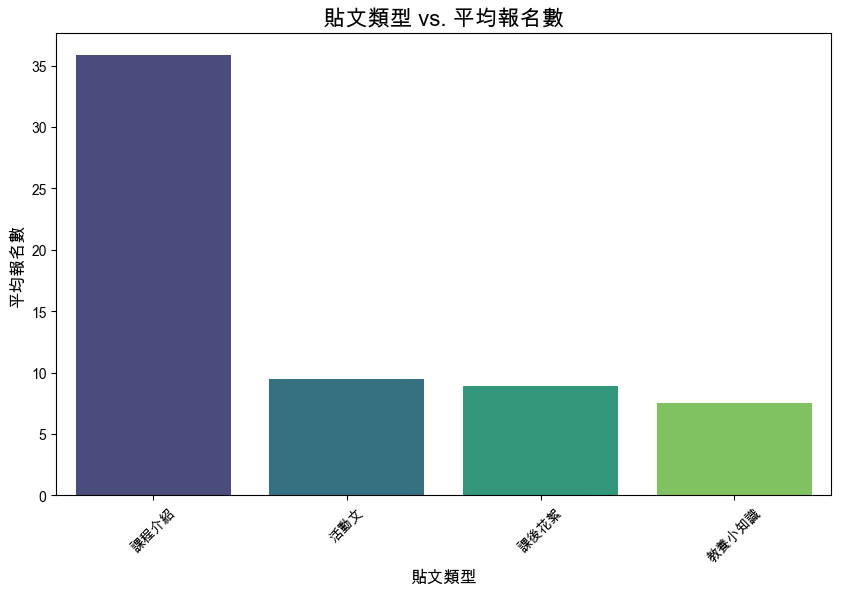 貼文類型 vs. 平均報名數
平均報名數
35
30
25
20
15
10
5
0
課程介紹
活動文
課後花絮
教養小知識
貼文類型